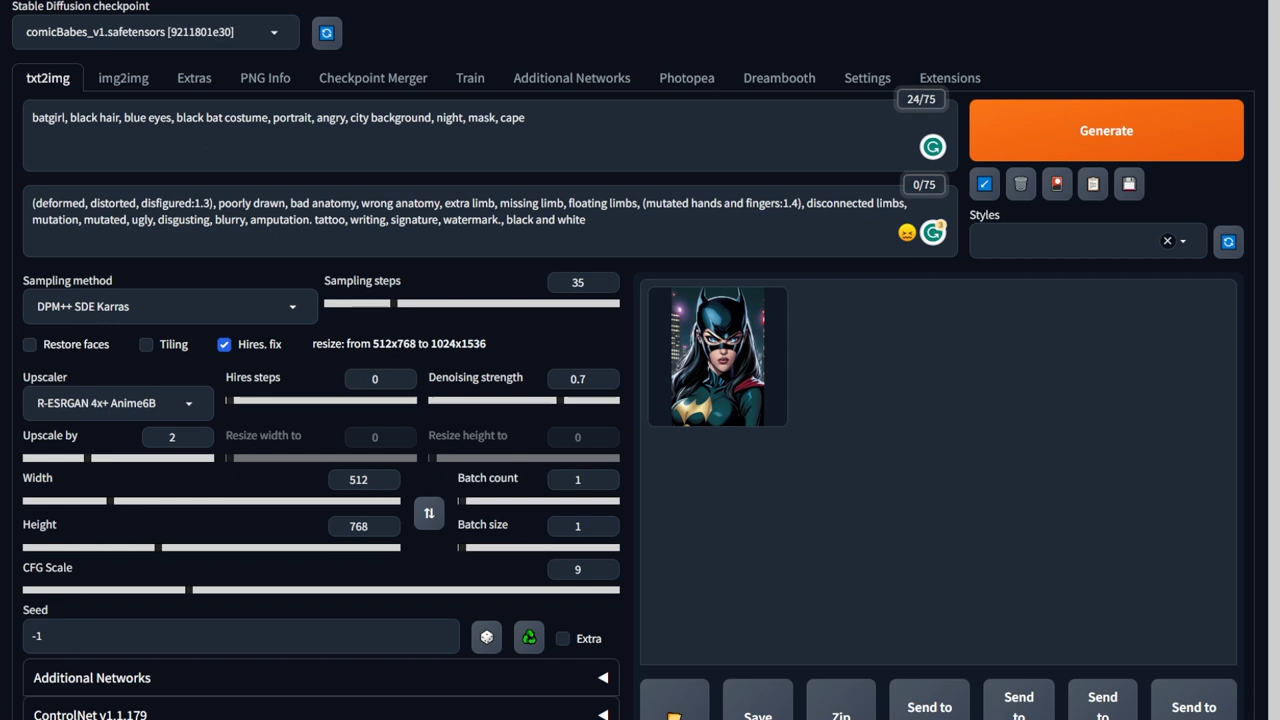 Stable Diffusion checkpoint
comicBabes_v1.safetensors [9211801e30]
txt2img img2img Extras PNG Info Checkpoint Merger Train Additional Networks Photopea Dreambooth Settings Extensions
24/75
batgirl, black hair, blue eyes, black bat costume, portrait, angry, city background, night, mask, cape
Generate
0/75
(deformed, distorted, disfigured:1.3), poorly drawn, bad anatomy, wrong anatomy, extra limb, missing limb, floating limbs, (mutated hands and fingers:1.4), disconnected limbs,
mutation, mutated, ugly, disgusting, blurry, amputation. tattoo, writing, signature, watermark., black and white
3
Styles
Sampling method
DPM++ SDE Karras
Sampling steps
35
Restore faces
Tiling
Hires. fix
resize: from 512x768 to 1024x1536
Upscaler
R-ESRGAN 4x+ Anime6B
Hires steps
0
Denoising strength
0.7
Upscale by
2
Resize width to
0
Resize height to
0
Width
512
Batch count
1
Height
768
Batch size
1
CFG Scale
9
Seed
-1
Extra
Additional Networks
ControlNet v1.1.179
Save
Zip
Send to
Send
to
Send
to
Send to